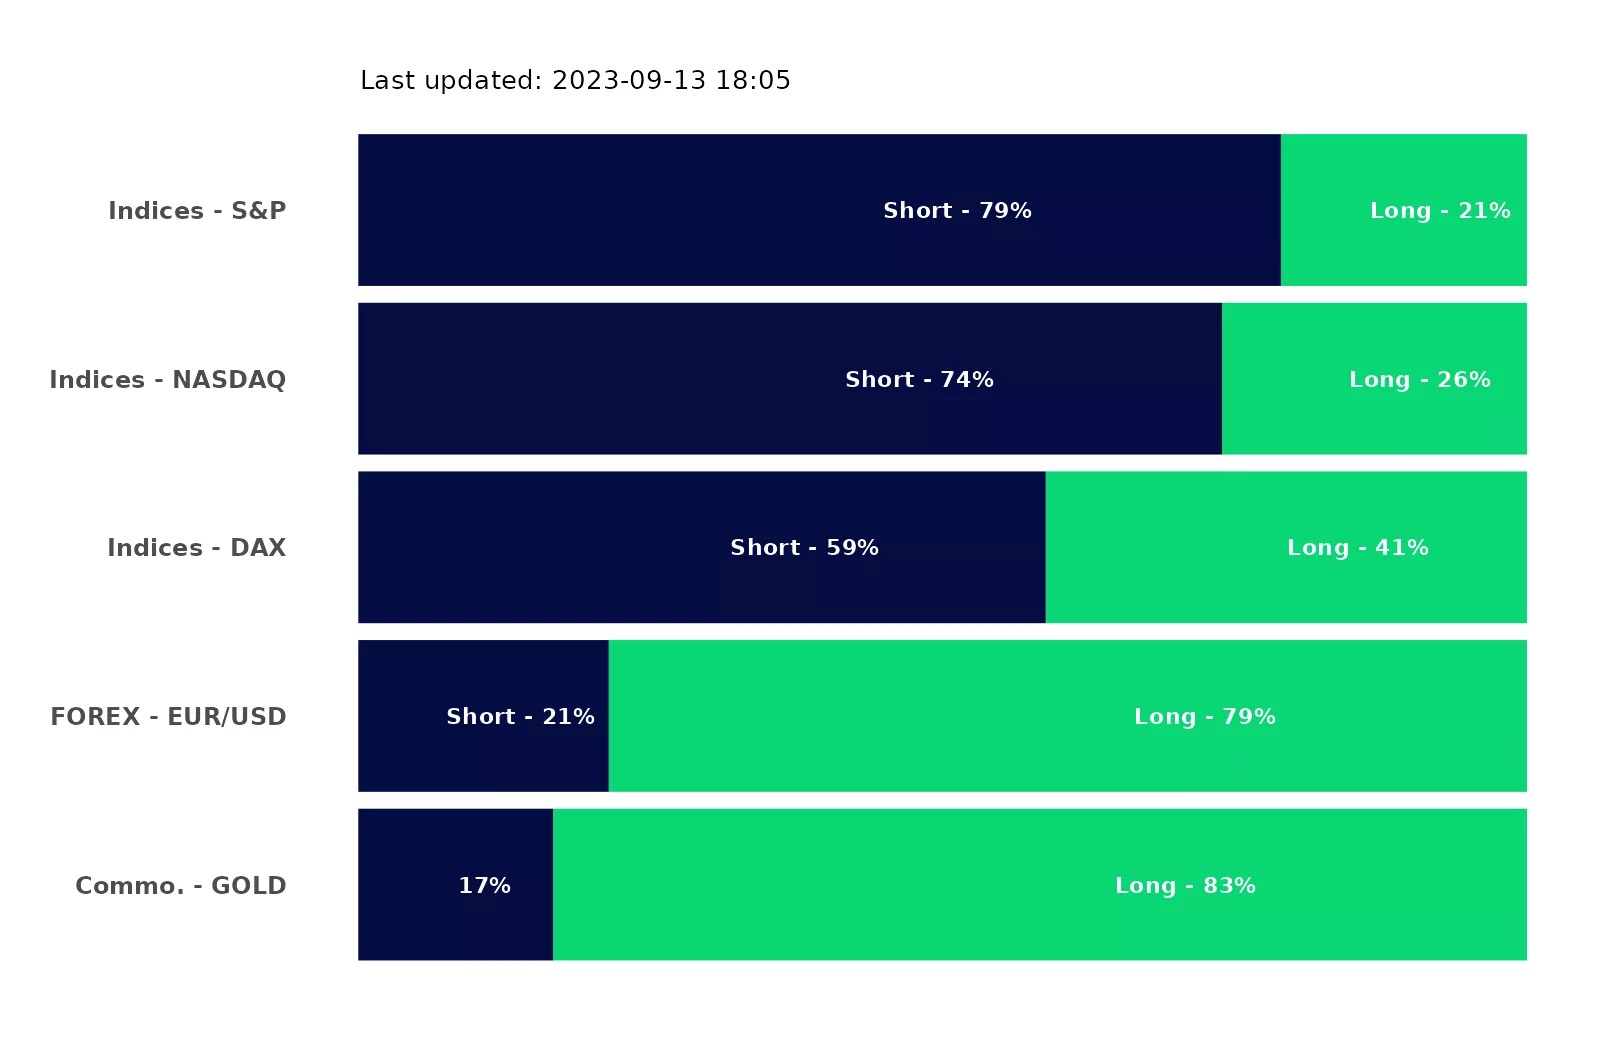 Last updated: 2023-09-13 18:05
Indices - S&P Short - 79% Long - 21%
Indices - NASDAQ Short - 74% Long - 26%
Indices - DAX Short - 59% Long - 41%
FOREX - EUR/USD Short - 21% Long - 79%
Commo. - GOLD 17% Long - 83%